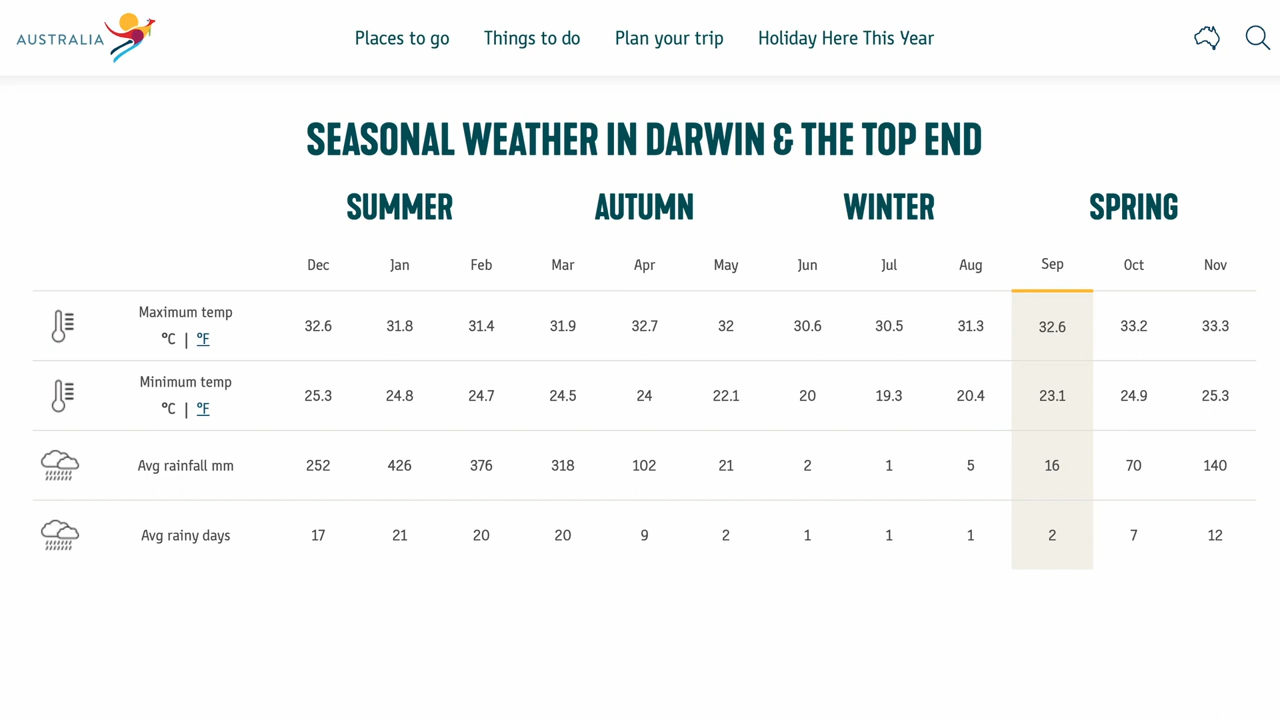 AUSTRALIA
Places to go Things to do Plan your trip Holiday Here This Year
SEASONAL WEATHER IN DARWIN & THE TOP END
SUMMER AUTUMN WINTER SPRING
Dec Jan Feb Mar Apr May Jun Jul Aug Sep Oct Nov
Maximum temp
°C | °F
32.6 31.8 31.4 31.9 32.7 32 30.6 30.5 31.3 32.6 33.2 33.3
Minimum temp
°C | °F
25.3 24.8 24.7 24.5 24 22.1 20 19.3 20.4 23.1 24.9 25.3
Avg rainfall mm 252 426 376 318 102 21 2 1 5 16 70 140
Avg rainy days 17 21 20 20 9 2 1 1 1 2 7 12